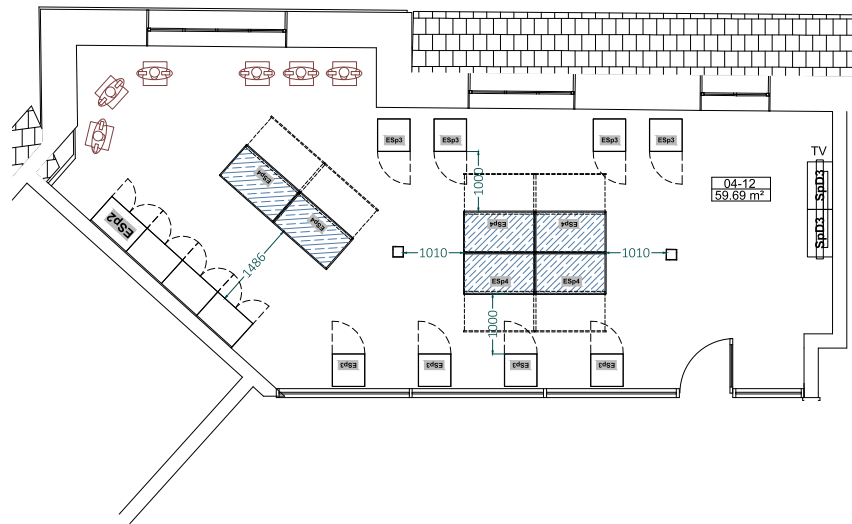 ESp3
ESp3
ESp3
ESp3
TV
ESp4
ESp4
1000
04-12
59.69 m²
SpD3
SpD3
ESp2
ESp4
ESp4
1486
1010
1010
ESp4
ESp4
1000
ESp3
ESp3
ESp3
ESp3